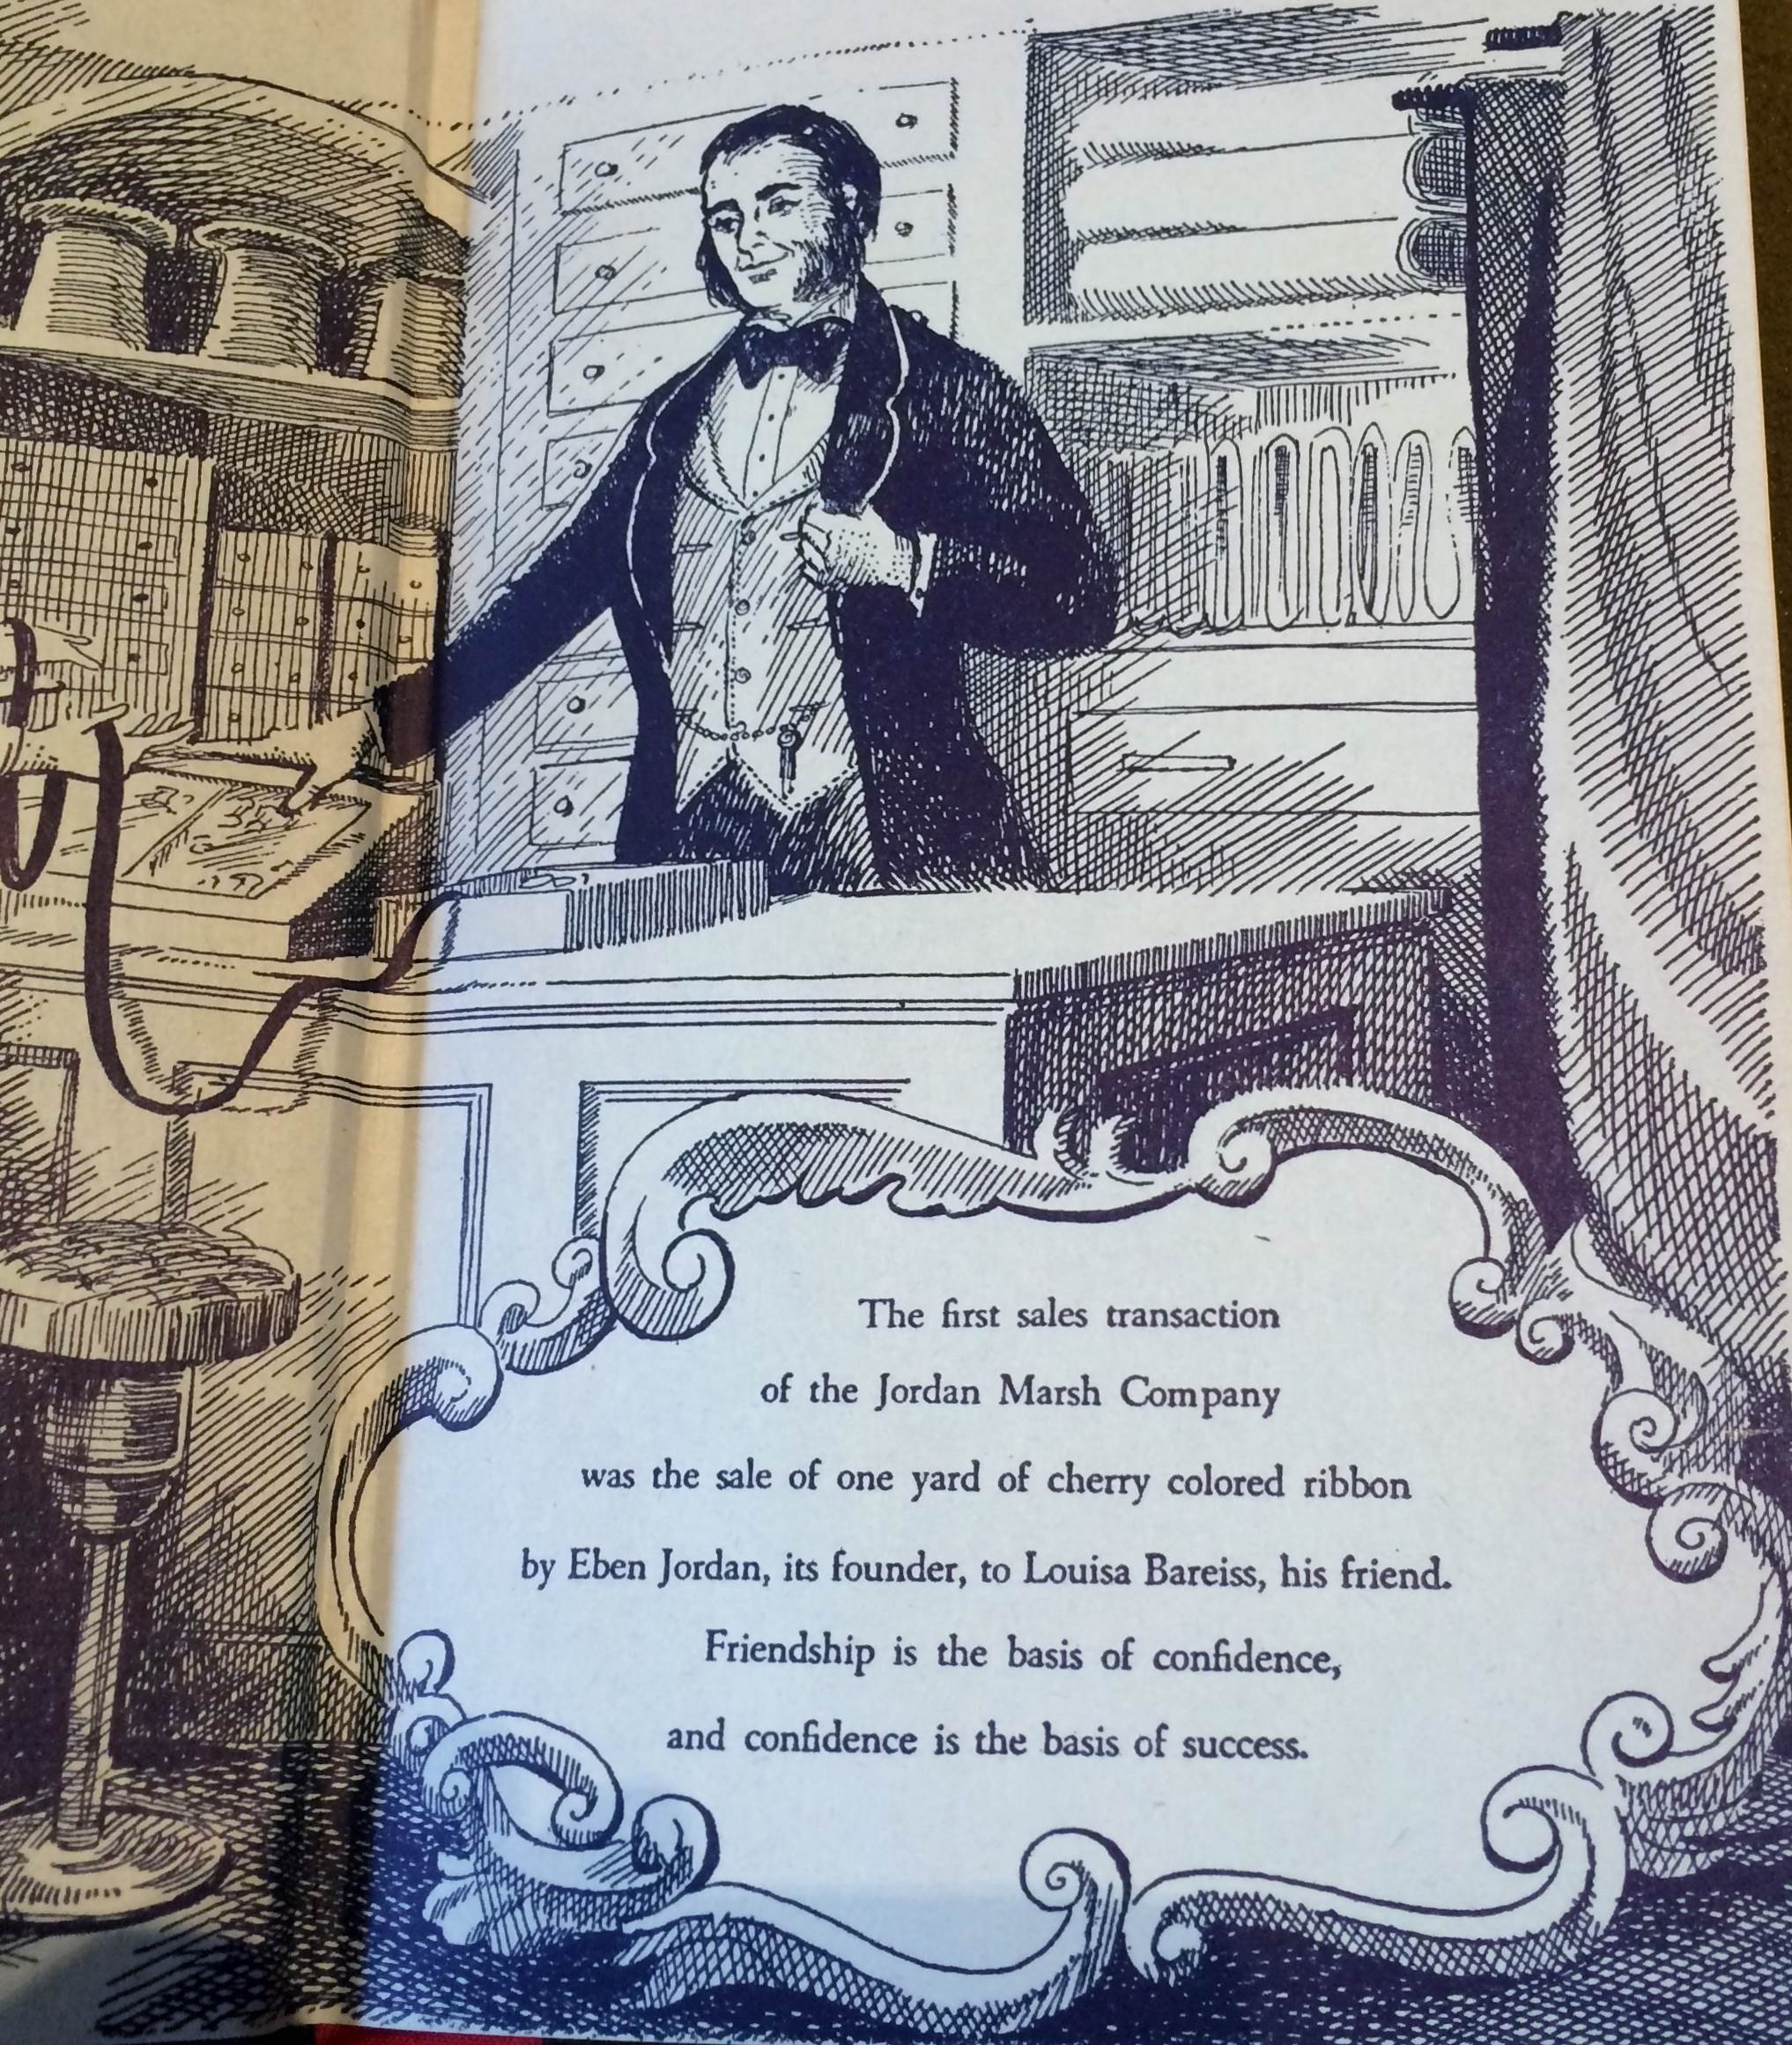 The first sales transaction
of the Jordan Marsh Company
was the sale of one yard of cherry colored ribbon
by Eben Jordan, its founder, to Louisa Bareiss, his friend.
Friendship is the basis of confidence,
and confidence is the basis of success.